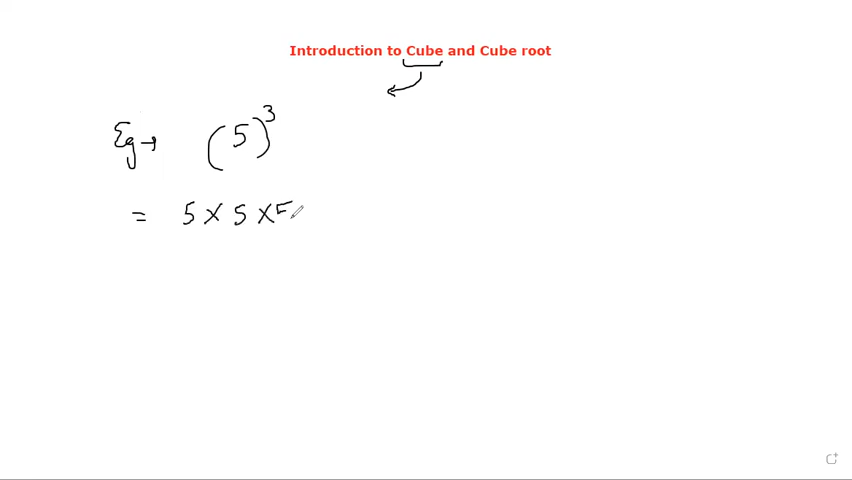 Introduction to Cube and Cube root
Eg → (5)³
= 5 × 5 × 5